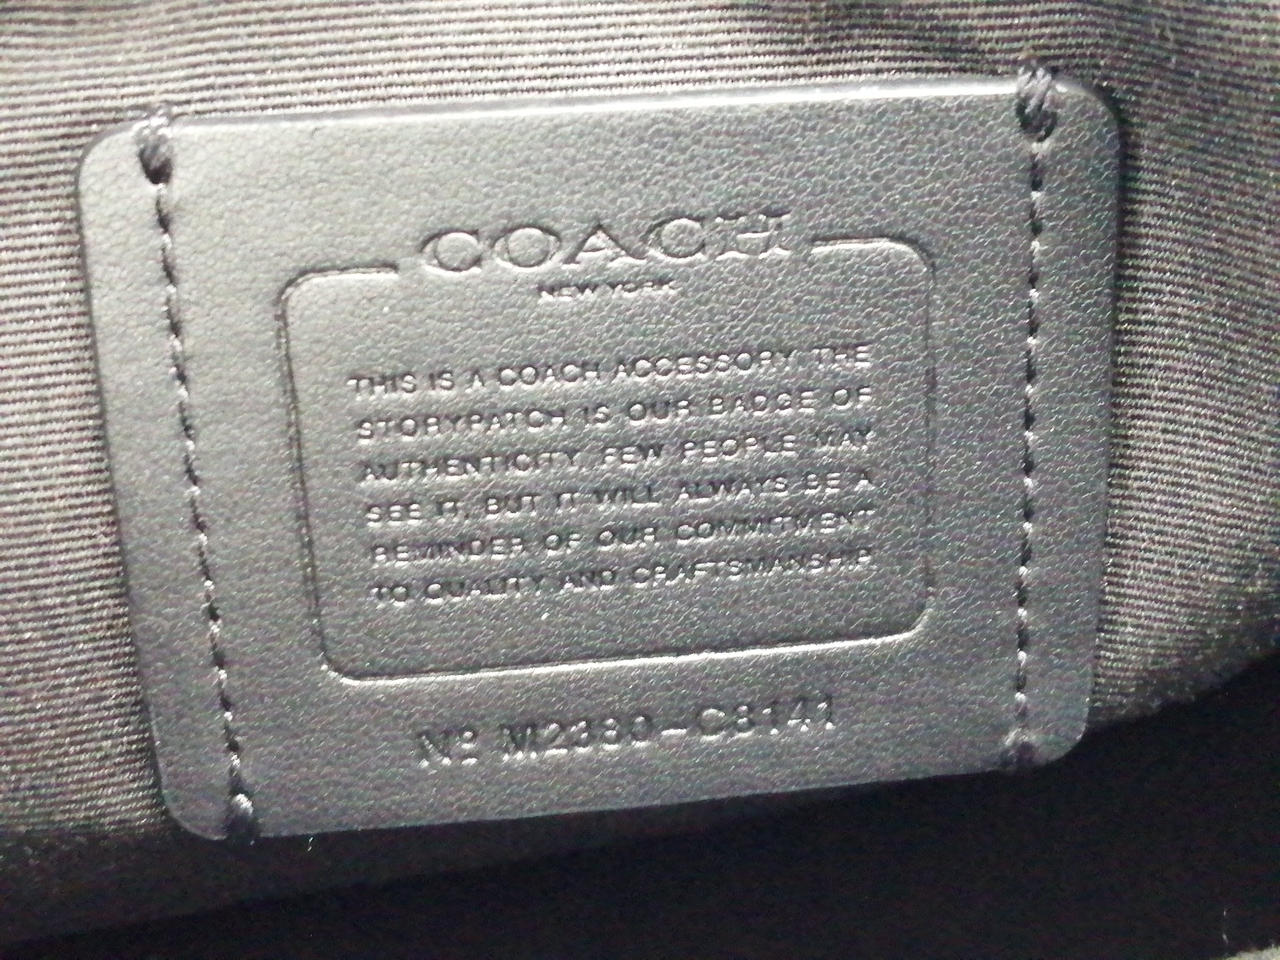 COACH
NEW YORK
THIS IS A COACH ACCESSORY THE
STORYPATCH IS OUR BADGE OF
AUTHENTICITY. FEW PEOPLE MAY
SEE IT, BUT IT WILL ALWAYS BE A
REMINDER OF OUR COMMITMENT
TO QUALITY AND CRAFTSMANSHIP
Nº M2380-C8141